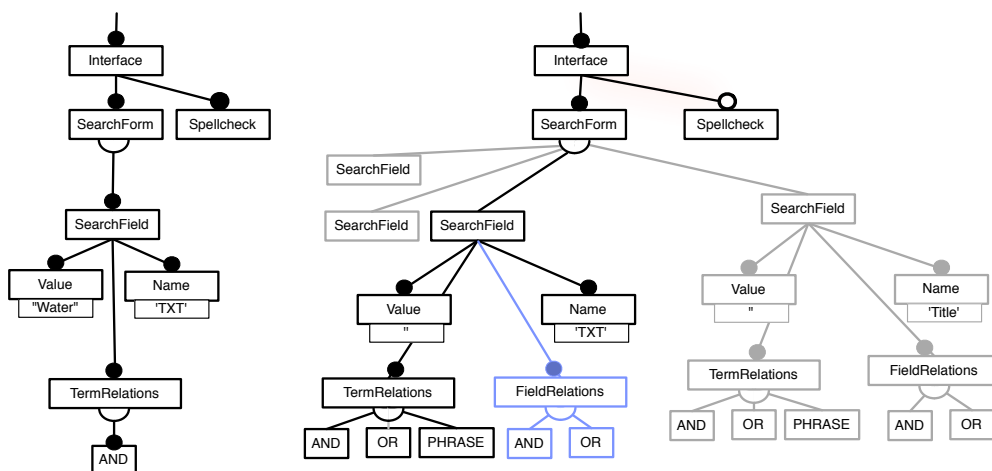 Interface
SearchForm
Spellcheck
SearchField
Value
"Water"
Name
'TXT'
TermRelations
AND
Interface
SearchForm
Spellcheck
SearchField
SearchField
SearchField
SearchField
Value
"
Name
'TXT'
Value
"
Name
'Title'
TermRelations
FieldRelations
TermRelations
FieldRelations
AND
OR
PHRASE
AND
OR
AND
OR
PHRASE
AND
OR